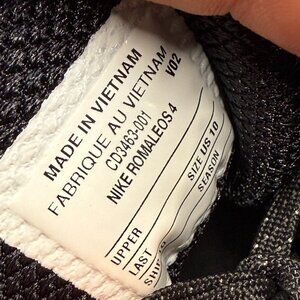 MADE IN VIETNAM
FABRIQUE AU VIETNAM
CD3463-001 V02
NIKE ROMALEOS 4
UPPER SIZE US 10
LAST SEASON